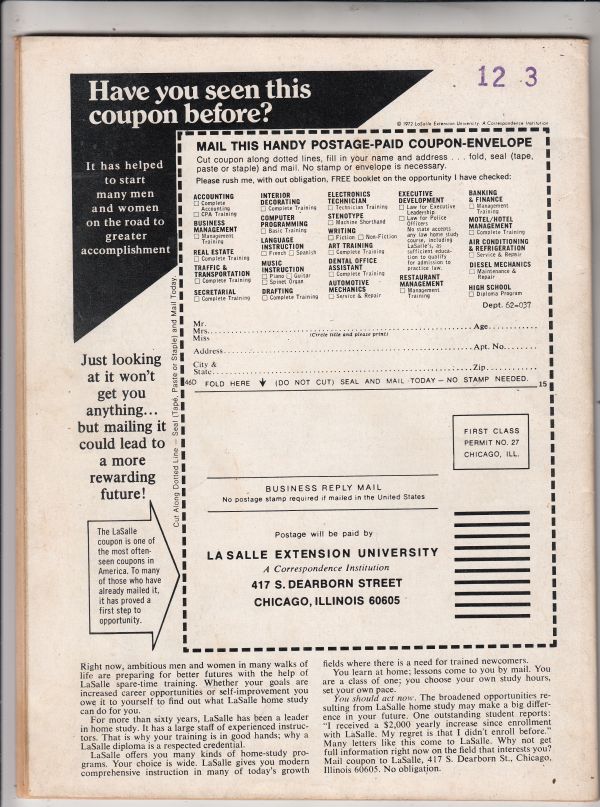 12 3
Have you seen this
coupon before?
© 1972 LaSalle Extension University, A Correspondence Institution
It has helped
to start
many men
and women
on the road to
greater
accomplishment
Just looking
at it won't
get you
anything...
but mailing it
could lead to
a more
rewarding
future!
The LaSalle
coupon is one of
the most often-
seen coupons in
America. To many
of those who have
already mailed it,
it has proved a
first step to
opportunity.
Cut Along Dotted Line — Seal (Tape, Paste or Staple) and Mail Today
MAIL THIS HANDY POSTAGE-PAID COUPON-ENVELOPE
Cut coupon along dotted lines, fill in your name and address . . . fold, seal (tape,
paste or staple) and mail. No stamp or envelope is necessary.
Please rush me, with out obligation, FREE booklet on the opportunity I have checked:
ACCOUNTING
□ Complete
Accounting
□ CPA Training
BUSINESS
MANAGEMENT
□ Management
Training
REAL ESTATE
□ Complete Training
TRAFFIC &
TRANSPORTATION
□ Complete Training
SECRETARIAL
□ Complete Training
INTERIOR
DECORATING
□ Complete Training
COMPUTER
PROGRAMMING
□ Basic Training
LANGUAGE
INSTRUCTION
□ French □ Spanish
MUSIC
INSTRUCTION
□ Piano □ Guitar
□ Spinet Organ
DRAFTING
□ Complete Training
ELECTRONICS
TECHNICIAN
□ Technician Training
STENOTYPE
□ Machine Shorthand
WRITING
□ Fiction □ Non-Fiction
ART TRAINING
□ Complete Training
DENTAL OFFICE
ASSISTANT
□ Complete Training
AUTOMOTIVE
MECHANICS
□ Service & Repair
EXECUTIVE
DEVELOPMENT
□ Law for Executive
Leadership
□ Law for Police
Officers
No state accepts
any law home study
course, including
LaSalle's, as
sufficient educa-
tion to qualify
for admission to
practice law.
RESTAURANT
MANAGEMENT
□ Management
Training
BANKING
& FINANCE
□ Management
Training
MOTEL/HOTEL
MANAGEMENT
□ Complete Training
AIR CONDITIONING
& REFRIGERATION
□ Service & Repair
DIESEL MECHANICS
□ Maintenance &
Repair
HIGH SCHOOL
□ Diploma Program
Dept. 62-037
Mr.
Mrs. Age
Miss
(Circle title and please print)
Address Apt. No.
City &
State Zip
46D FOLD HERE ↓ (DO NOT CUT) SEAL AND MAIL TODAY — NO STAMP NEEDED. 15
FIRST CLASS
PERMIT NO. 27
CHICAGO, ILL.
BUSINESS REPLY MAIL
No postage stamp required if mailed in the United States
Postage will be paid by
LA SALLE EXTENSION UNIVERSITY
A Correspondence Institution
417 S. DEARBORN STREET
CHICAGO, ILLINOIS 60605
Right now, ambitious men and women in many walks of
life are preparing for better futures with the help of
LaSalle spare-time training. Whether your goals are
increased career opportunities or self-improvement you
owe it to yourself to find out what LaSalle home study
can do for you.
For more than sixty years, LaSalle has been a leader
in home study. It has a large staff of experienced instruc-
tors. That is why your training is in good hands; why a
LaSalle diploma is a respected credential.
LaSalle offers you many kinds of home-study pro-
grams. Your choice is wide. LaSalle gives you modern
comprehensive instruction in many of today's growth
fields where there is a need for trained newcomers.
You learn at home; lessons come to you by mail. You
are a class of one; you choose your own study hours,
set your own pace.
You should act now. The broadened opportunities re-
sulting from LaSalle home study may make a big differ-
ence in your future. One outstanding student reports:
"I received a $2,000 yearly increase since enrollment
with LaSalle. My regret is that I didn't enroll before."
Many letters like this come to LaSalle. Why not get
full information right now on the field that interests you?
Mail coupon to LaSalle, 417 S. Dearborn St., Chicago,
Illinois 60605. No obligation.